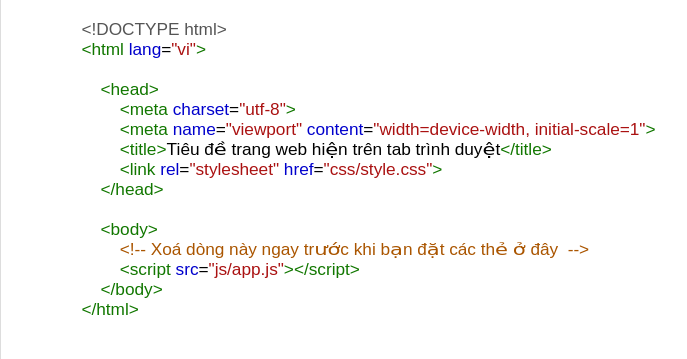 <!DOCTYPE html>
<html lang="vi">
<head>
<meta charset="utf-8">
<meta name="viewport" content="width=device-width, initial-scale=1">
<title>Tiêu đề trang web hiện trên tab trình duyệt</title>
<link rel="stylesheet" href="css/style.css">
</head>
<body>
<!-- Xoá dòng này ngay trước khi bạn đặt các thẻ ở đây  -->
<script src="js/app.js"></script>
</body>
</html>